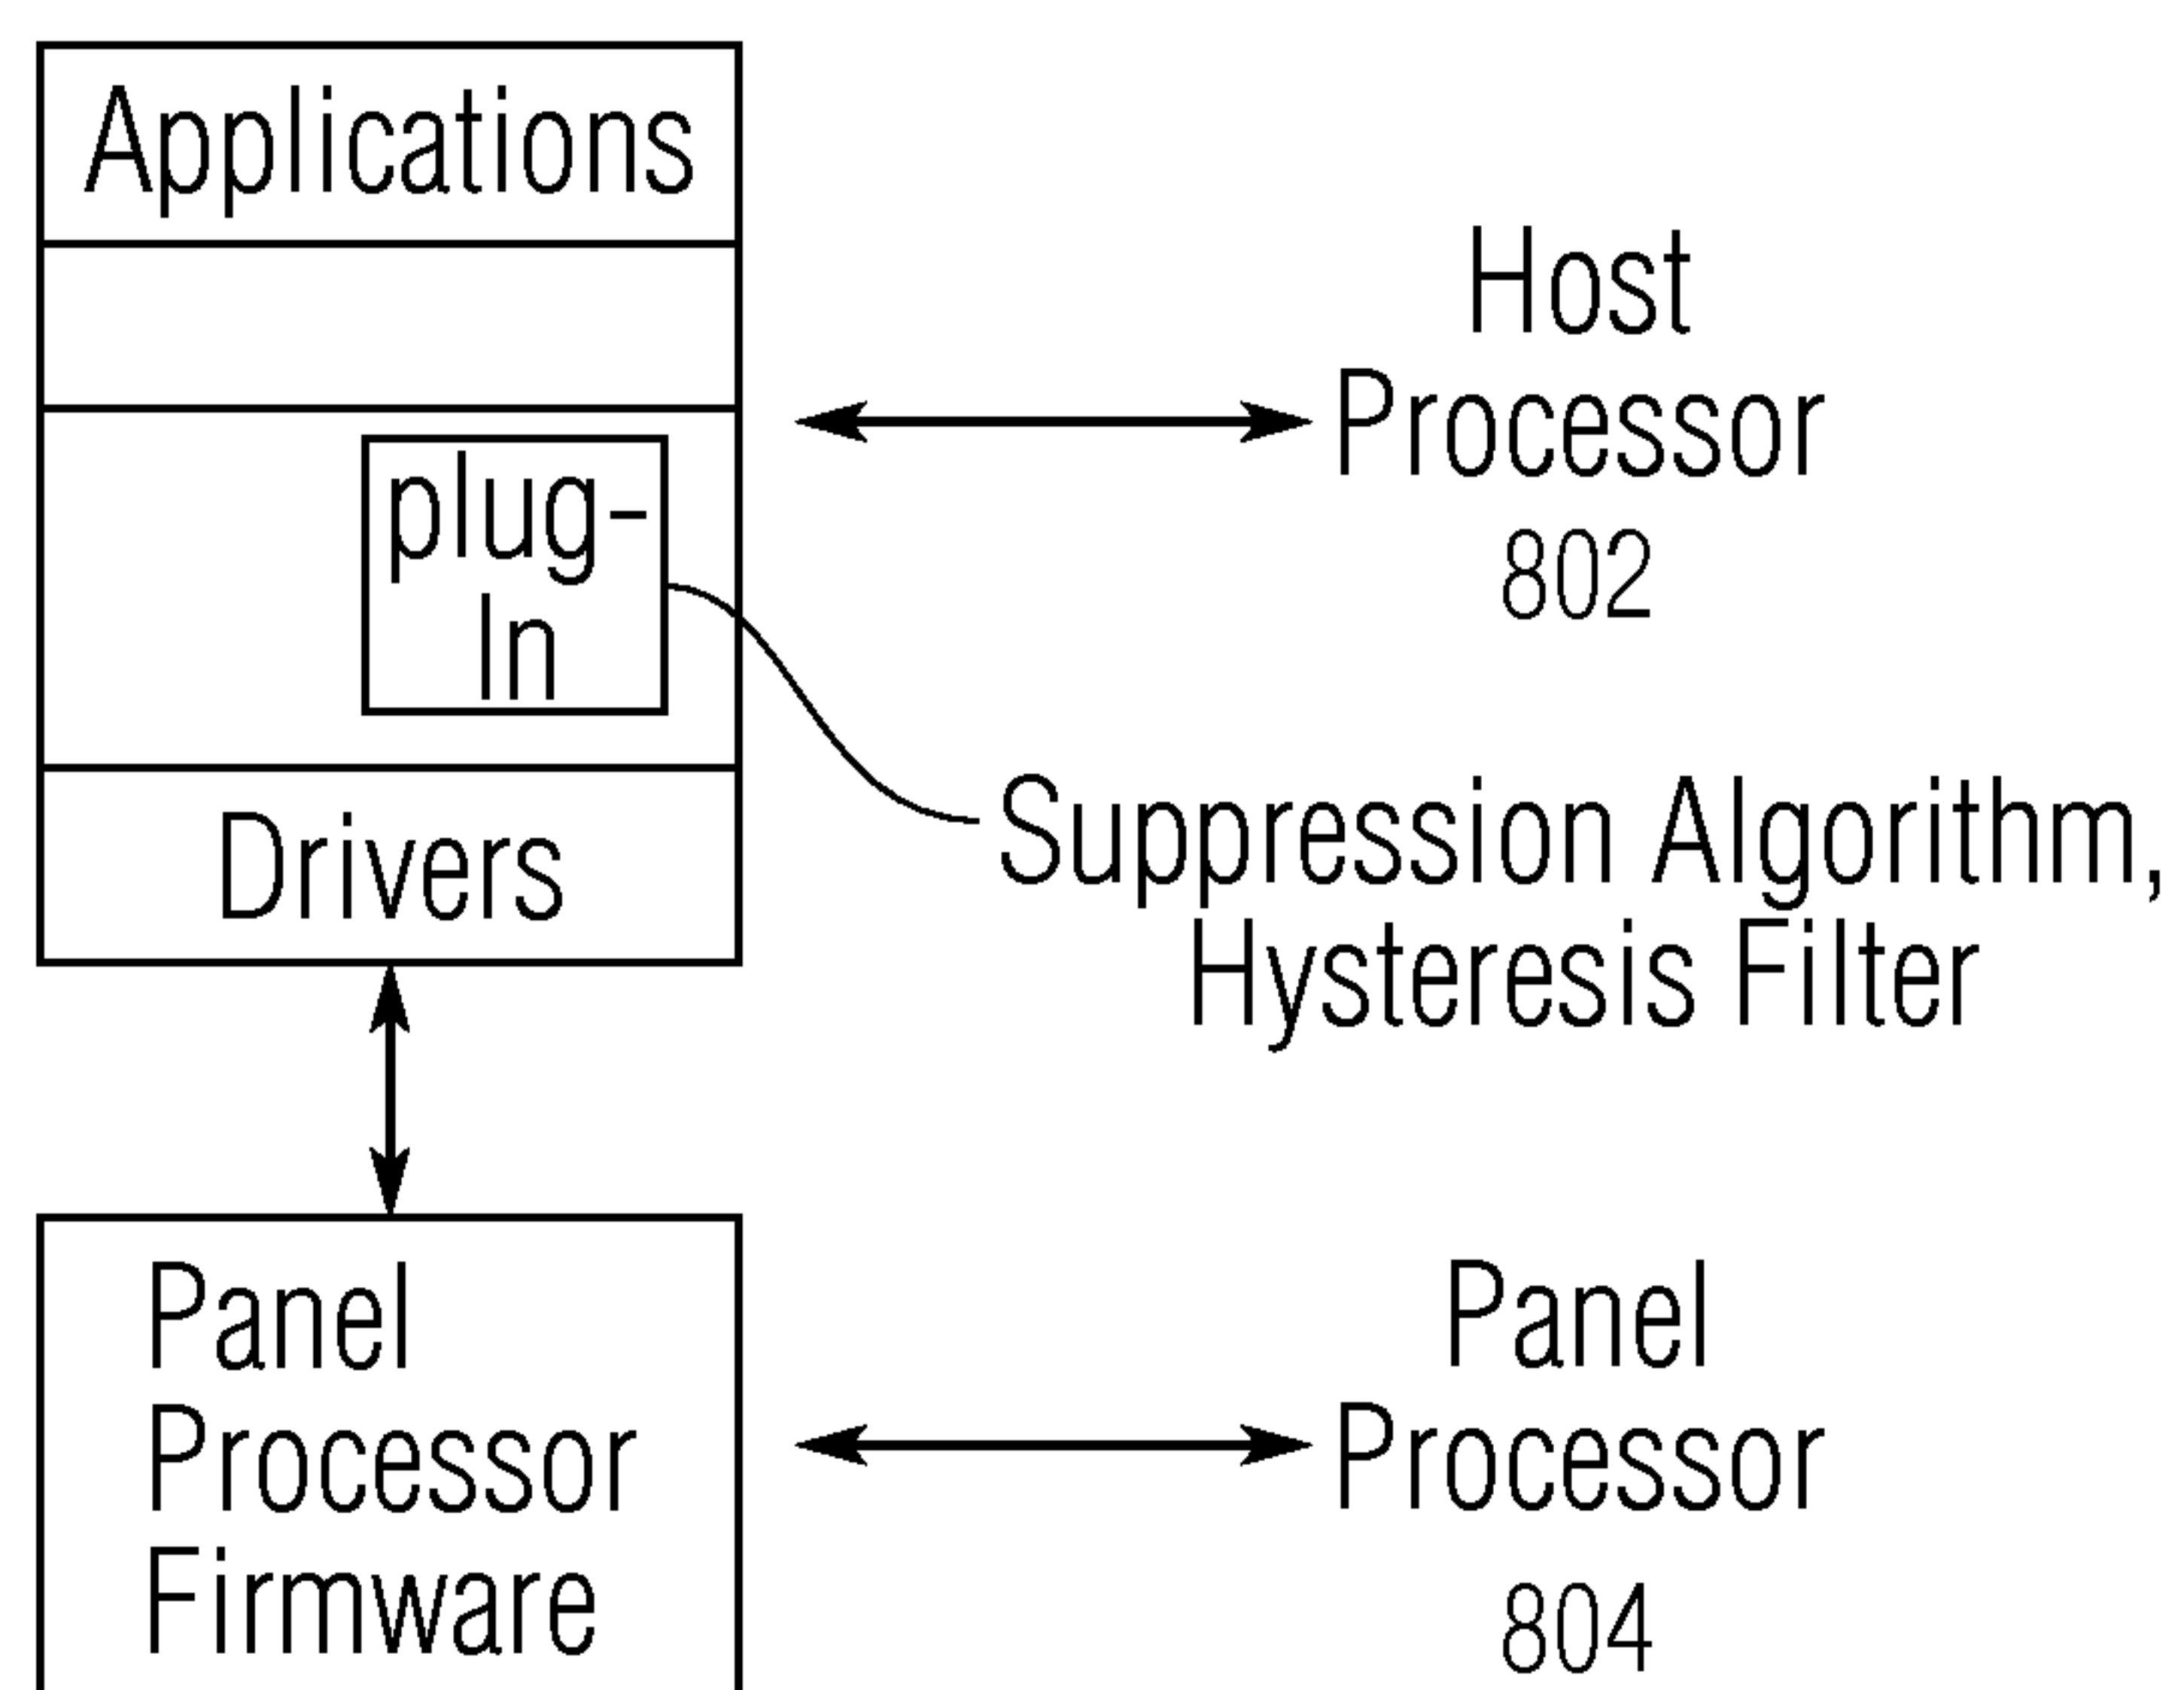 Applications
Host
Processor
802
plug-
In
Suppression Algorithm,
Hysteresis Filter
Drivers
Panel
Processor
Firmware
Panel
Processor
804